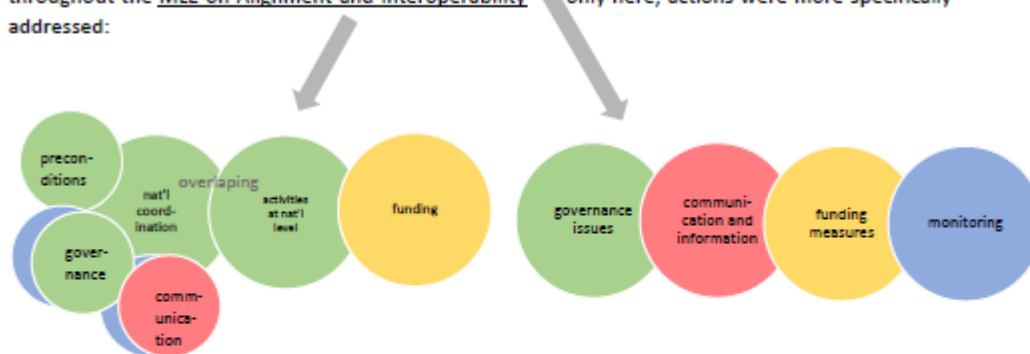 throughout the MLE on Alignment and Interoperability only here, actions were more specifically
addressed:
precon-
ditions
nat'l
coord-
ination
overlaping
activities
at nat'l
level
funding
gover-
nance
comm-
unica-
tion
governance
issues
communi-
cation and
information
funding
measures
monitoring